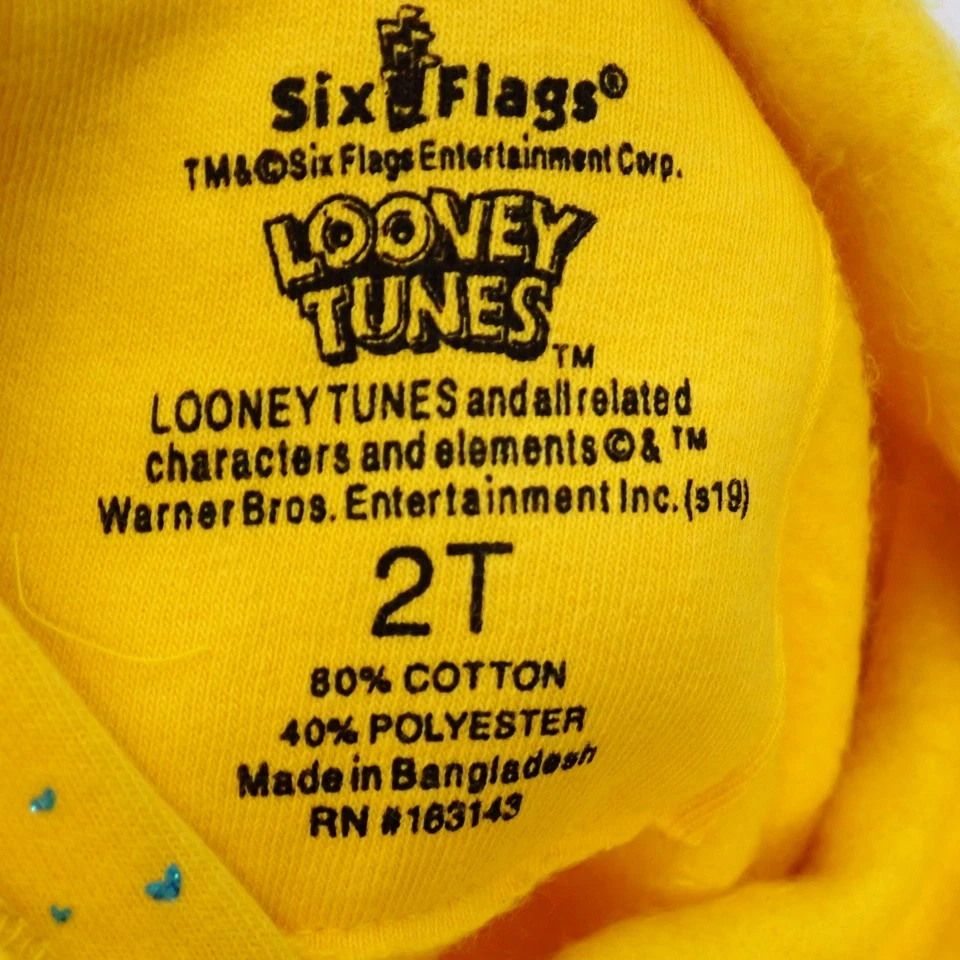 Six Flags®
TM&©Six Flags Entertainment Corp.
LOONEY
TUNES
TM
LOONEY TUNES and all related
characters and elements © & ™
Warner Bros. Entertainment Inc. (s19)
2T
60% COTTON
40% POLYESTER
Made in Bangladesh
RN #163143